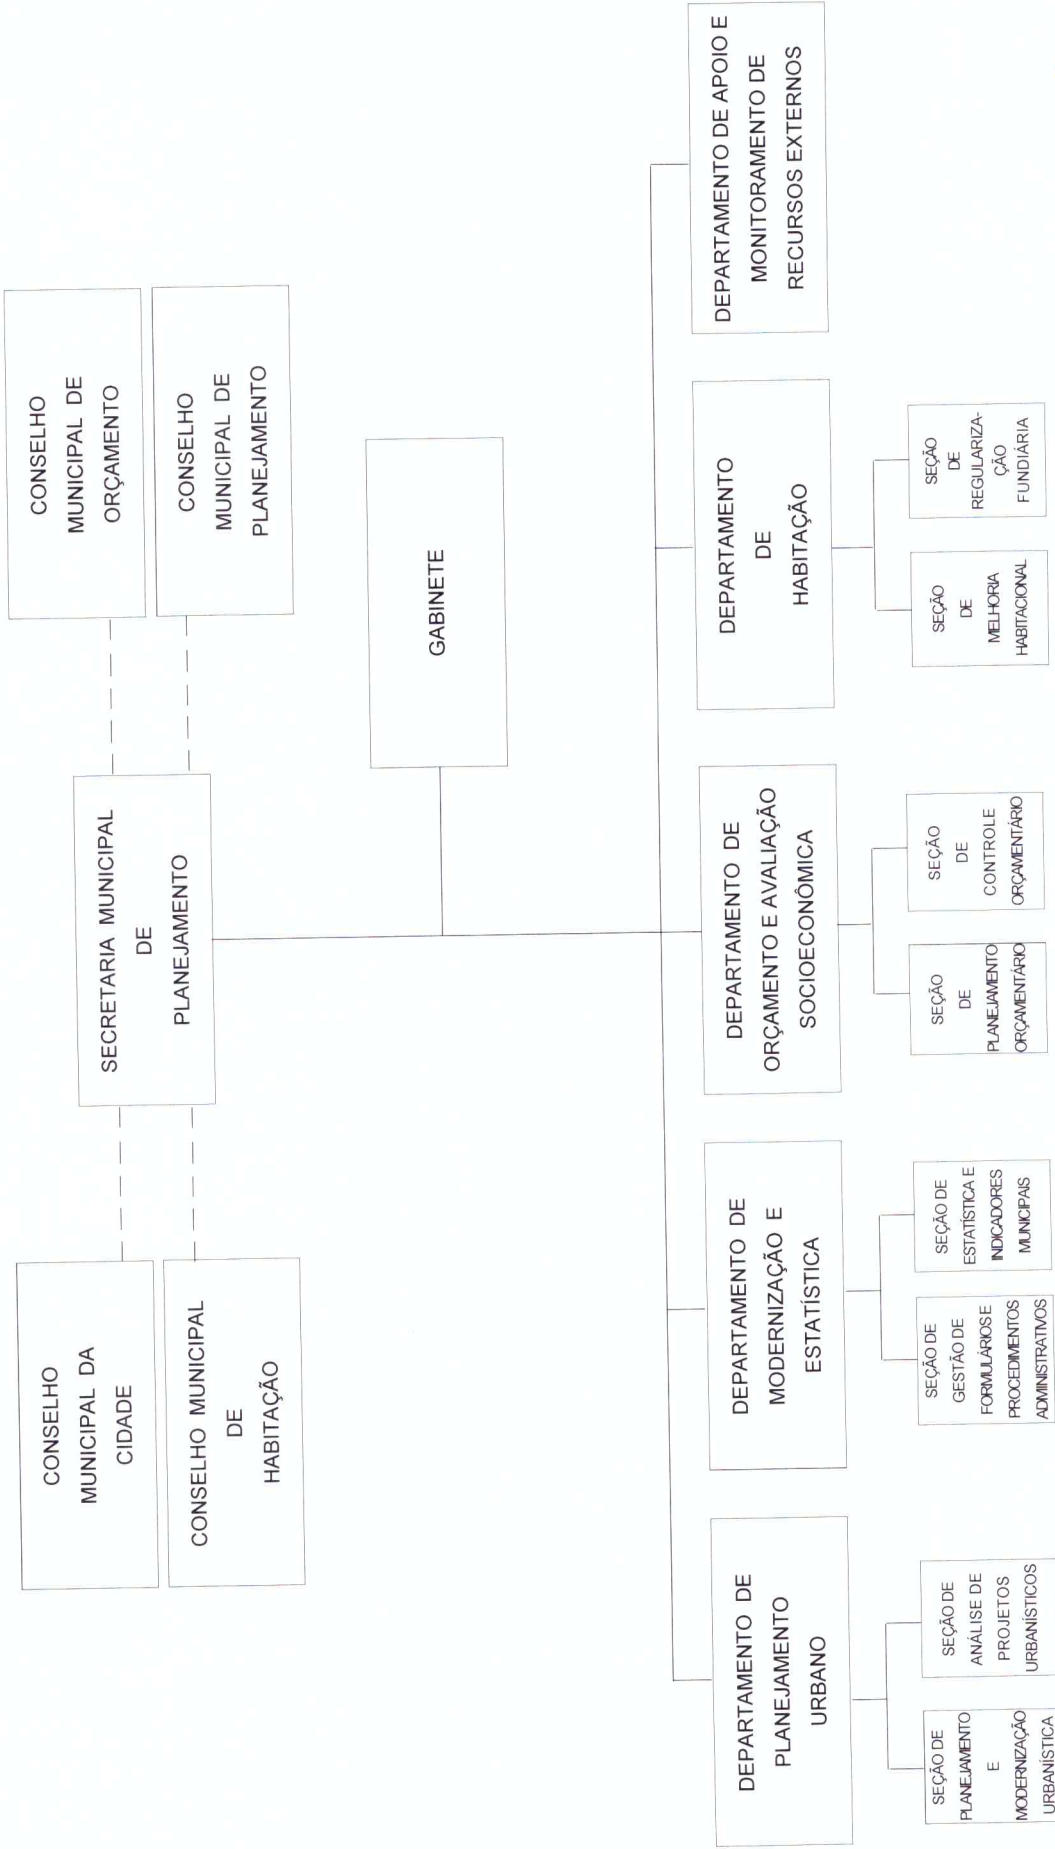 CONSELHO
MUNICIPAL DA
CIDADE
CONSELHO MUNICIPAL
DE
HABITAÇÃO
SECRETARIA MUNICIPAL
DE
PLANEJAMENTO
CONSELHO
MUNICIPAL DE
ORÇAMENTO
CONSELHO
MUNICIPAL DE
PLANEJAMENTO
GABINETE
DEPARTAMENTO DE
PLANEJAMENTO
URBANO
DEPARTAMENTO DE
MODERNIZAÇÃO E
ESTATÍSTICA
DEPARTAMENTO DE
ORÇAMENTO E AVALIAÇÃO
SOCIOECONÔMICA
DEPARTAMENTO
DE
HABITAÇÃO
DEPARTAMENTO DE APOIO E
MONITORAMENTO DE
RECURSOS EXTERNOS
SEÇÃO DE
PLANEJAMENTO
E
MODERNIZAÇÃO
URBANÍSTICA
SEÇÃO DE
ANÁLISE DE
PROJETOS
URBANÍSTICOS
SEÇÃO DE
GESTÃO DE
FORMULÁRIOS E
PROCEDIMENTOS
ADMINISTRATIVOS
SEÇÃO DE
ESTATÍSTICA E
INDICADORES
MUNICIPAIS
SEÇÃO
DE
PLANEJAMENTO
ORÇAMENTÁRIO
SEÇÃO
DE
CONTROLE
ORÇAMENTÁRIO
SEÇÃO
DE
MELHORIA
HABITACIONAL
SEÇÃO
DE
REGULARIZA-
ÇÃO
FUNDIÁRIA